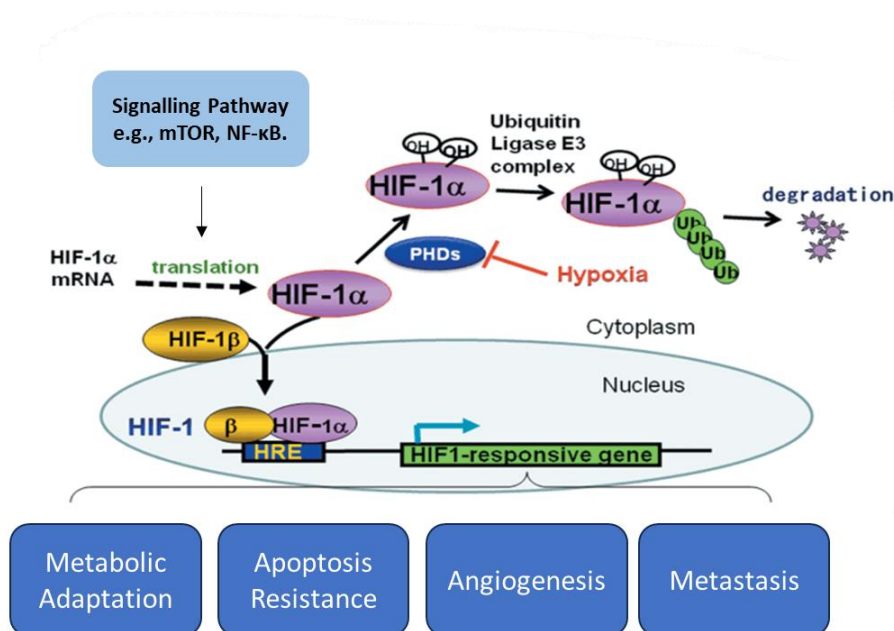 Signalling Pathway
e.g., mTOR, NF-κB.
HIF-1α
mRNA
translation
HIF-1α
OH OH
HIF-1α
PHDs
Hypoxia
Ubiquitin
Ligase E3
complex
OH OH
HIF-1α
Ub
Ub
Ub
Ub
degradation
Cytoplasm
Nucleus
HIF-1β
HIF-1
β
HIF-1α
HRE
HIF1-responsive gene
Metabolic
Adaptation
Apoptosis
Resistance
Angiogenesis
Metastasis